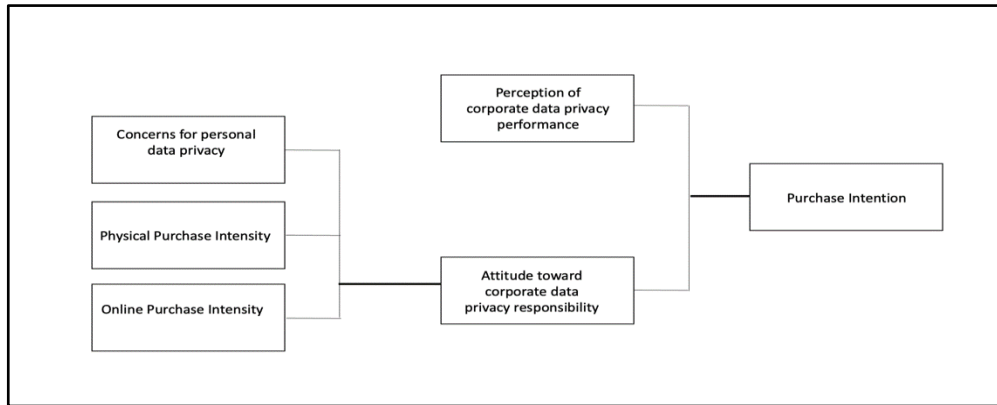 Concerns for personal
data privacy
Physical Purchase Intensity
Online Purchase Intensity
Perception of
corporate data privacy
performance
Attitude toward
corporate data
privacy responsibility
Purchase Intention